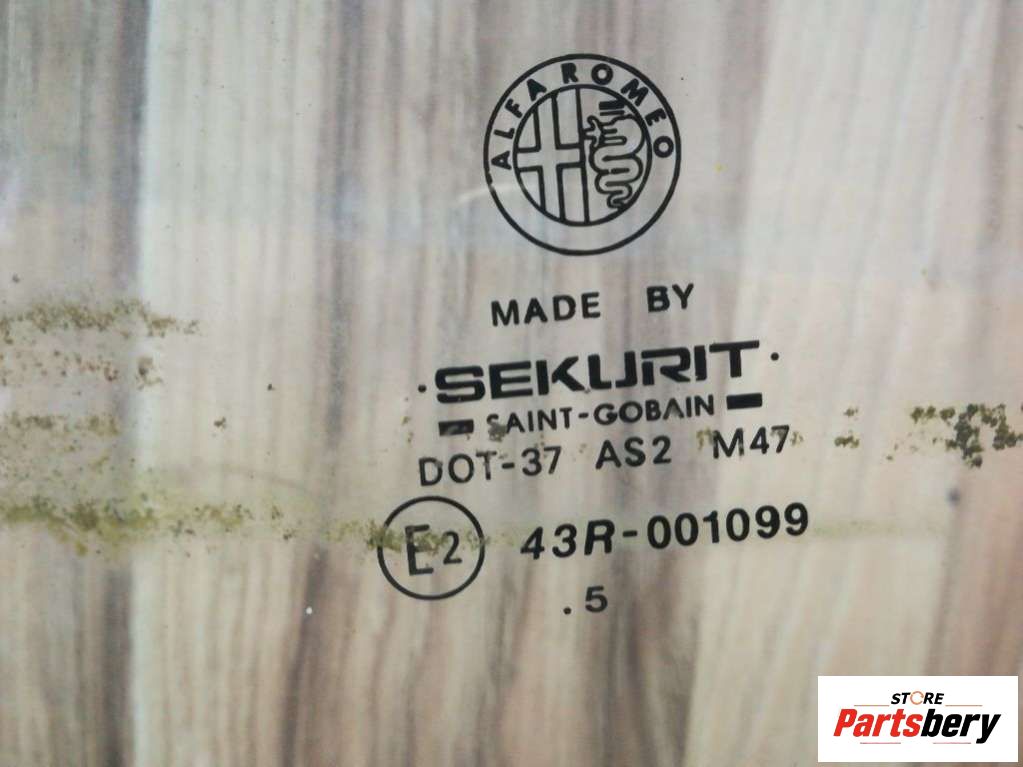 ALFA ROMEO
MADE BY
·SEKURIT·
SAINT-GOBAIN
DOT-37 AS2 M47
E2 43R-001099
.5
STORE
Partsbery